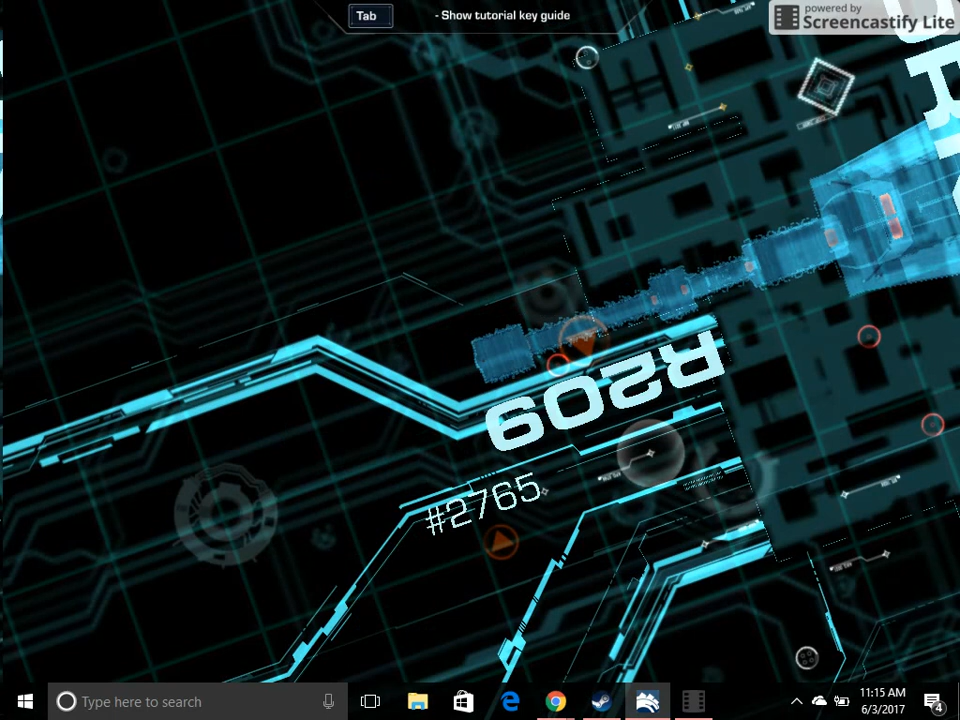 Tab - Show tutorial key guide
powered by
Screencastify Lite
R209
#2765
Type here to search
11:15 AM
6/3/2017
4